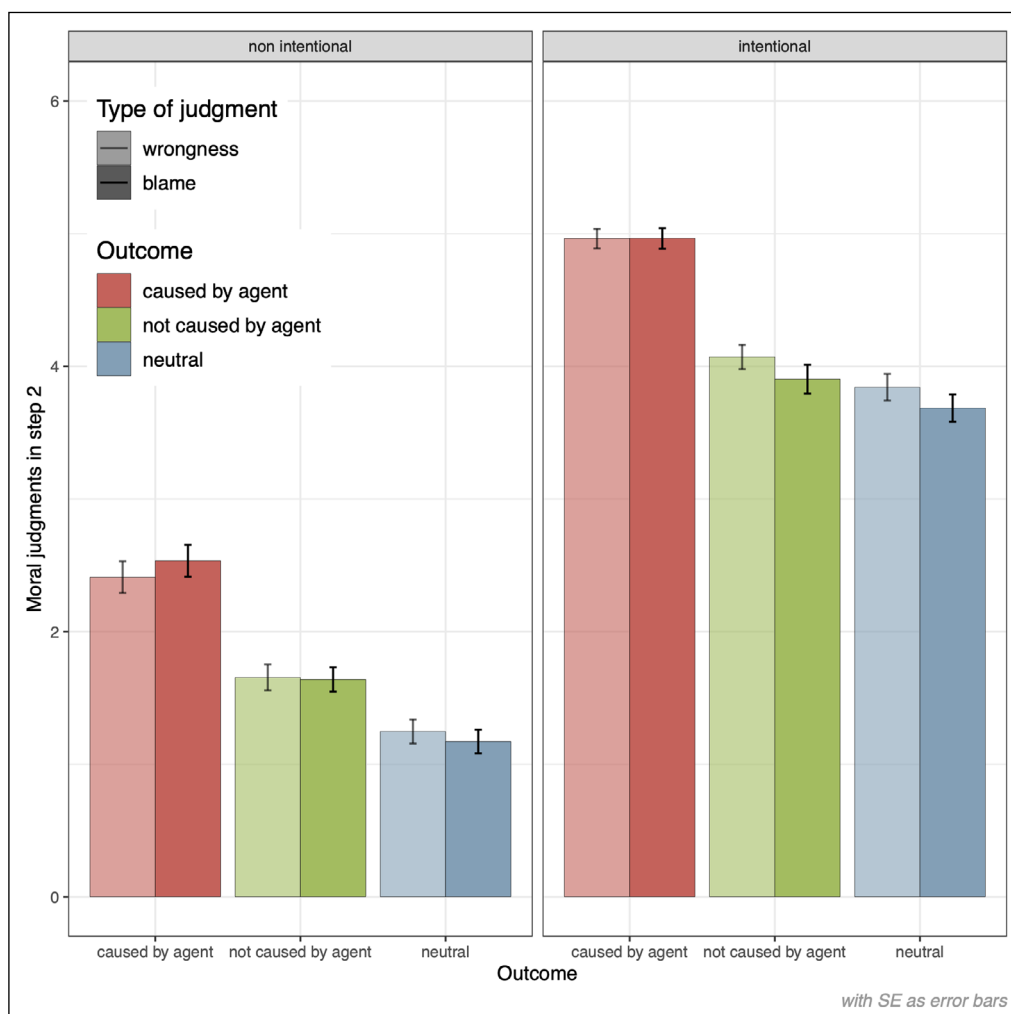 non intentional
intentional
6
4
2
0
Type of judgment
wrongness
blame
Outcome
caused by agent
not caused by agent
neutral
Moral judgments in step 2
caused by agent
not caused by agent
neutral
caused by agent
not caused by agent
neutral
Outcome
with SE as error bars